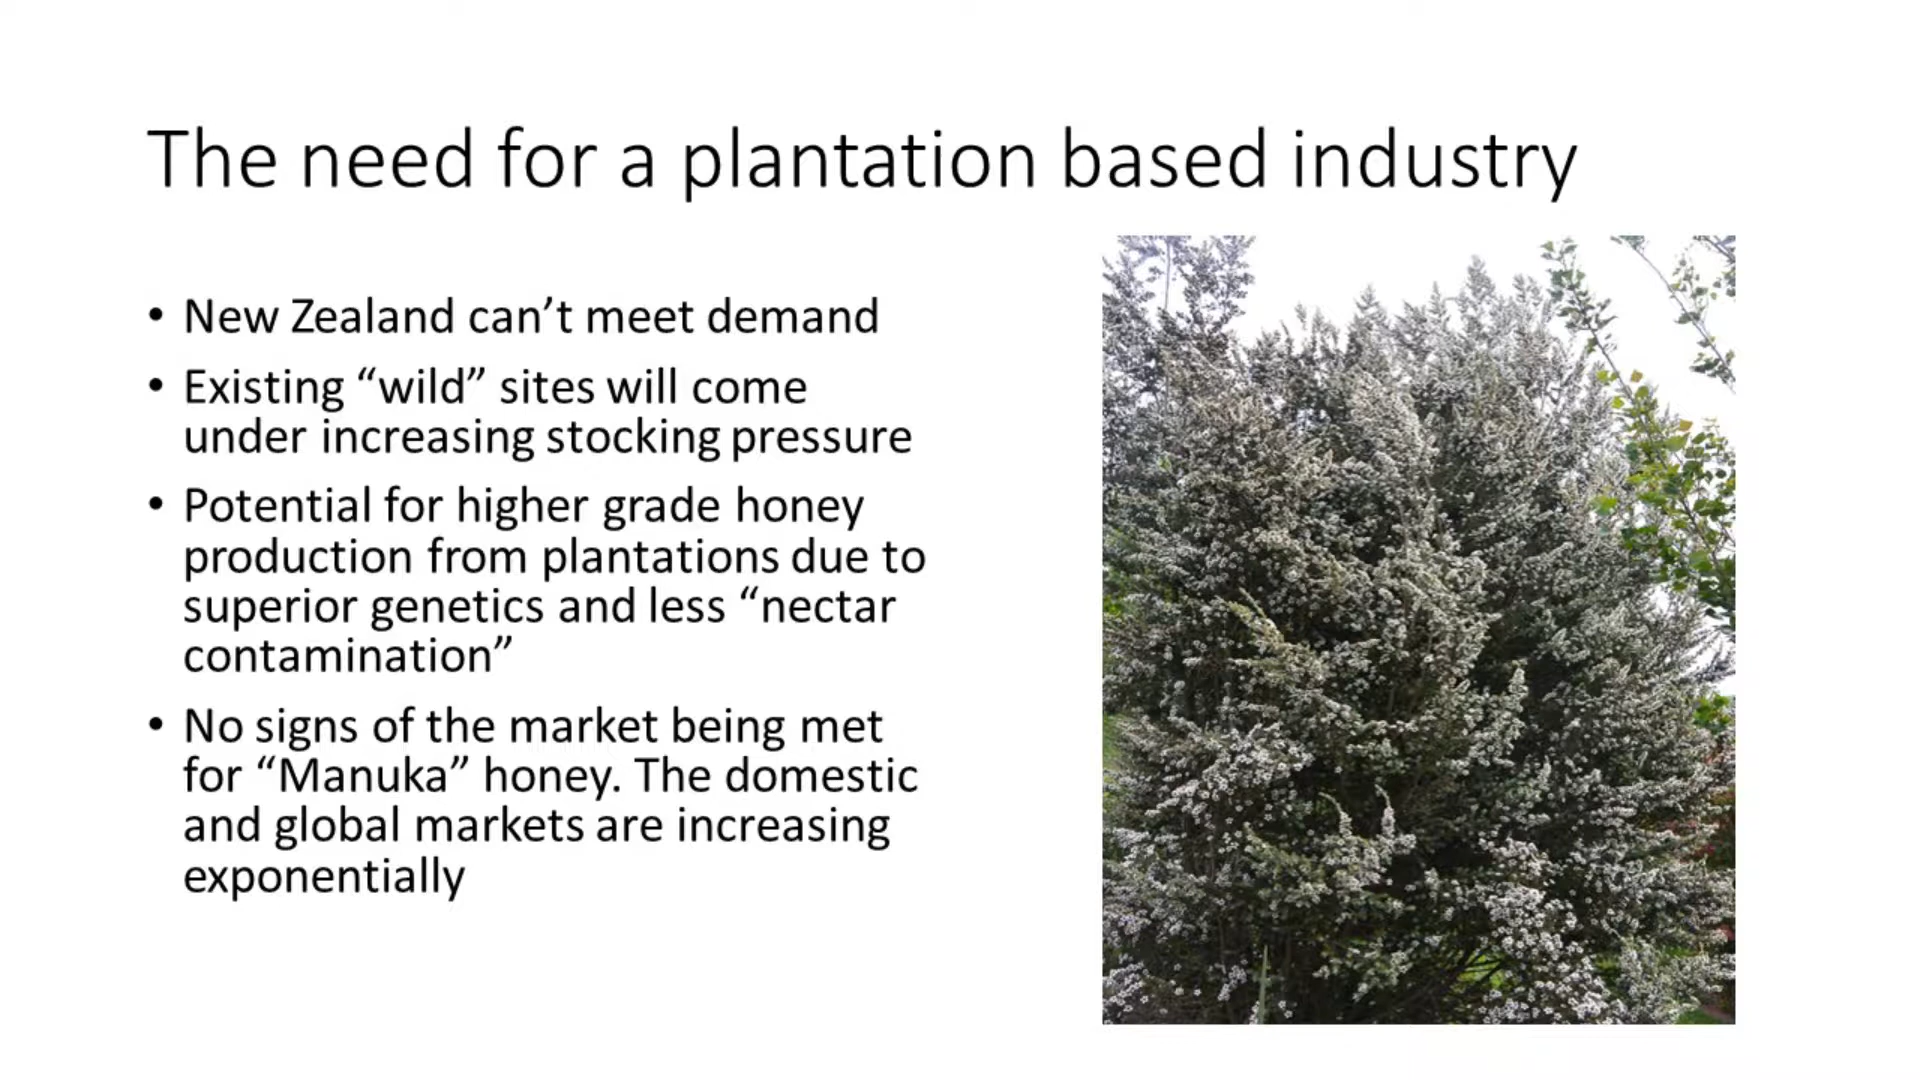 The need for a plantation based industry
• New Zealand can’t meet demand
• Existing “wild” sites will come
under increasing stocking pressure
• Potential for higher grade honey
production from plantations due to
superior genetics and less “nectar
contamination”
• No signs of the market being met
for “Manuka” honey. The domestic
and global markets are increasing
exponentially